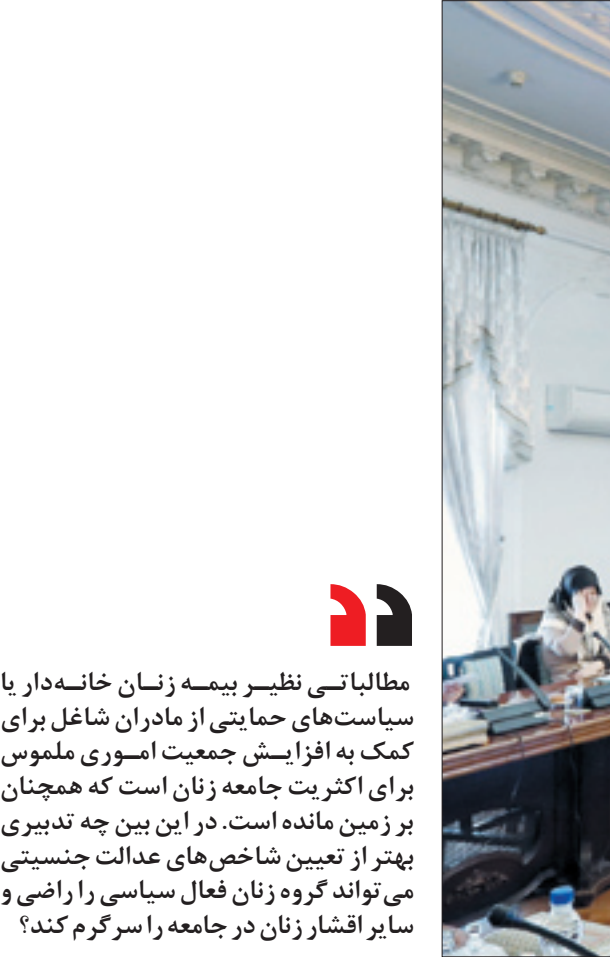 مطالباتی نظیر بیمه زنان خانه‌دار یا
سیاست‌های حمایتی از مادران شاغل برای
کمک به افزایش جمعیت اموری ملموس
برای اکثریت جامعه زنان است که همچنان
بر زمین مانده است. در این بین چه تدبیری
بهتر از تعیین شاخص‌های عدالت جنسیتی
می‌تواند گروه زنان فعال سیاسی را راضی و
سایر اقشار زنان در جامعه را سرگرم کند؟